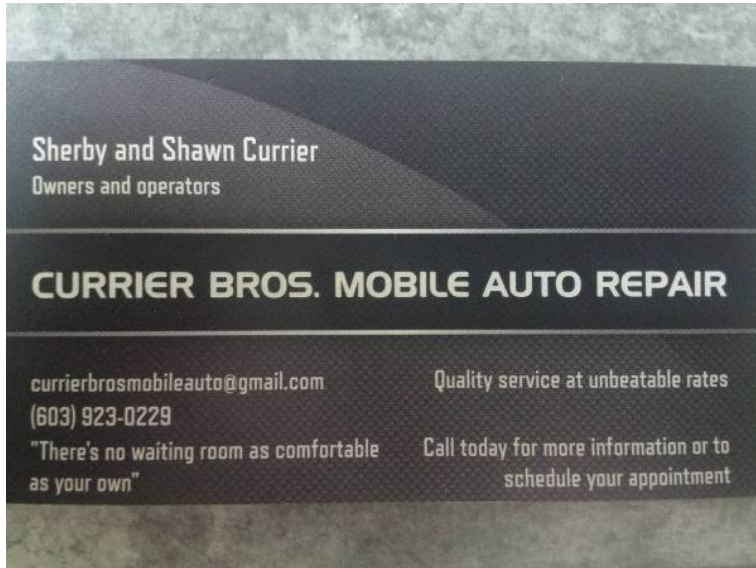 Sherby and Shawn Currier
Owners and operators
CURRIER BROS. MOBILE AUTO REPAIR
currierbrosmobileauto@gmail.com
(603) 923-0229
"There's no waiting room as comfortable
as your own"
Quality service at unbeatable rates
Call today for more information or to
schedule your appointment